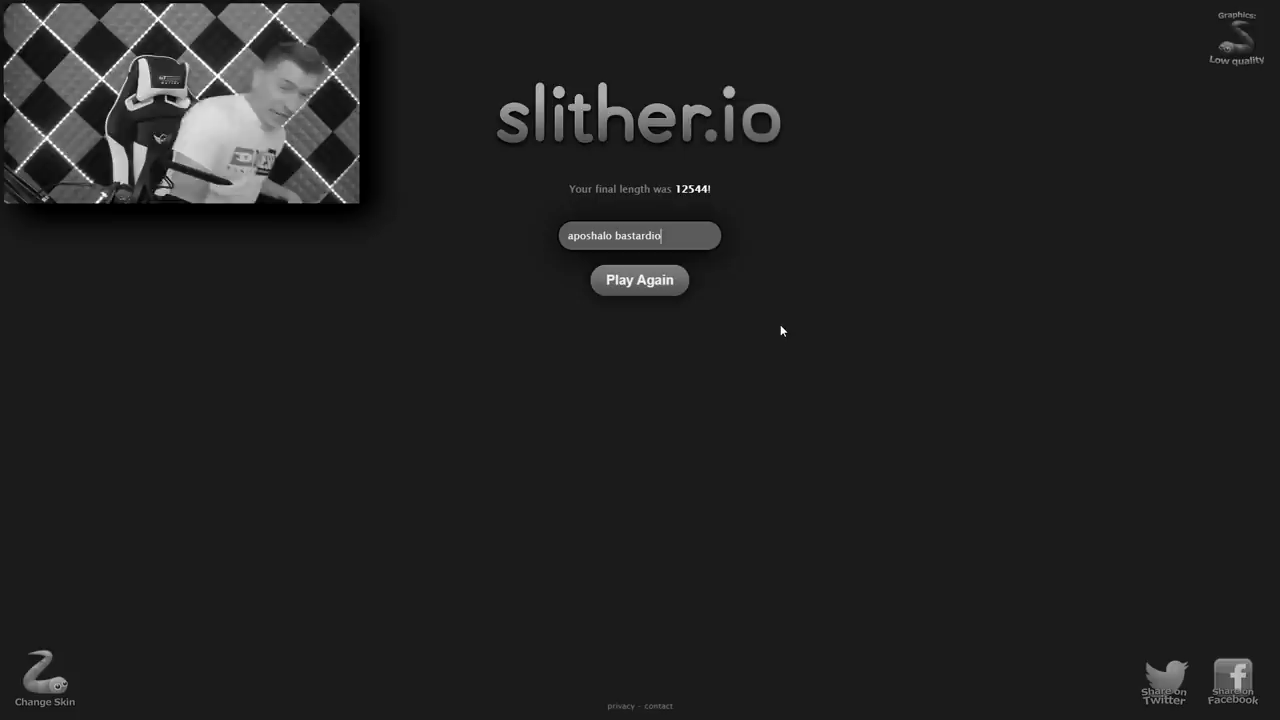 Graphics:
Low quality
slither.io
Your final length was 12544!
aposhalo bastardio
Play Again
Change Skin
privacy - contact
Share on
Twitter
Share on
Facebook